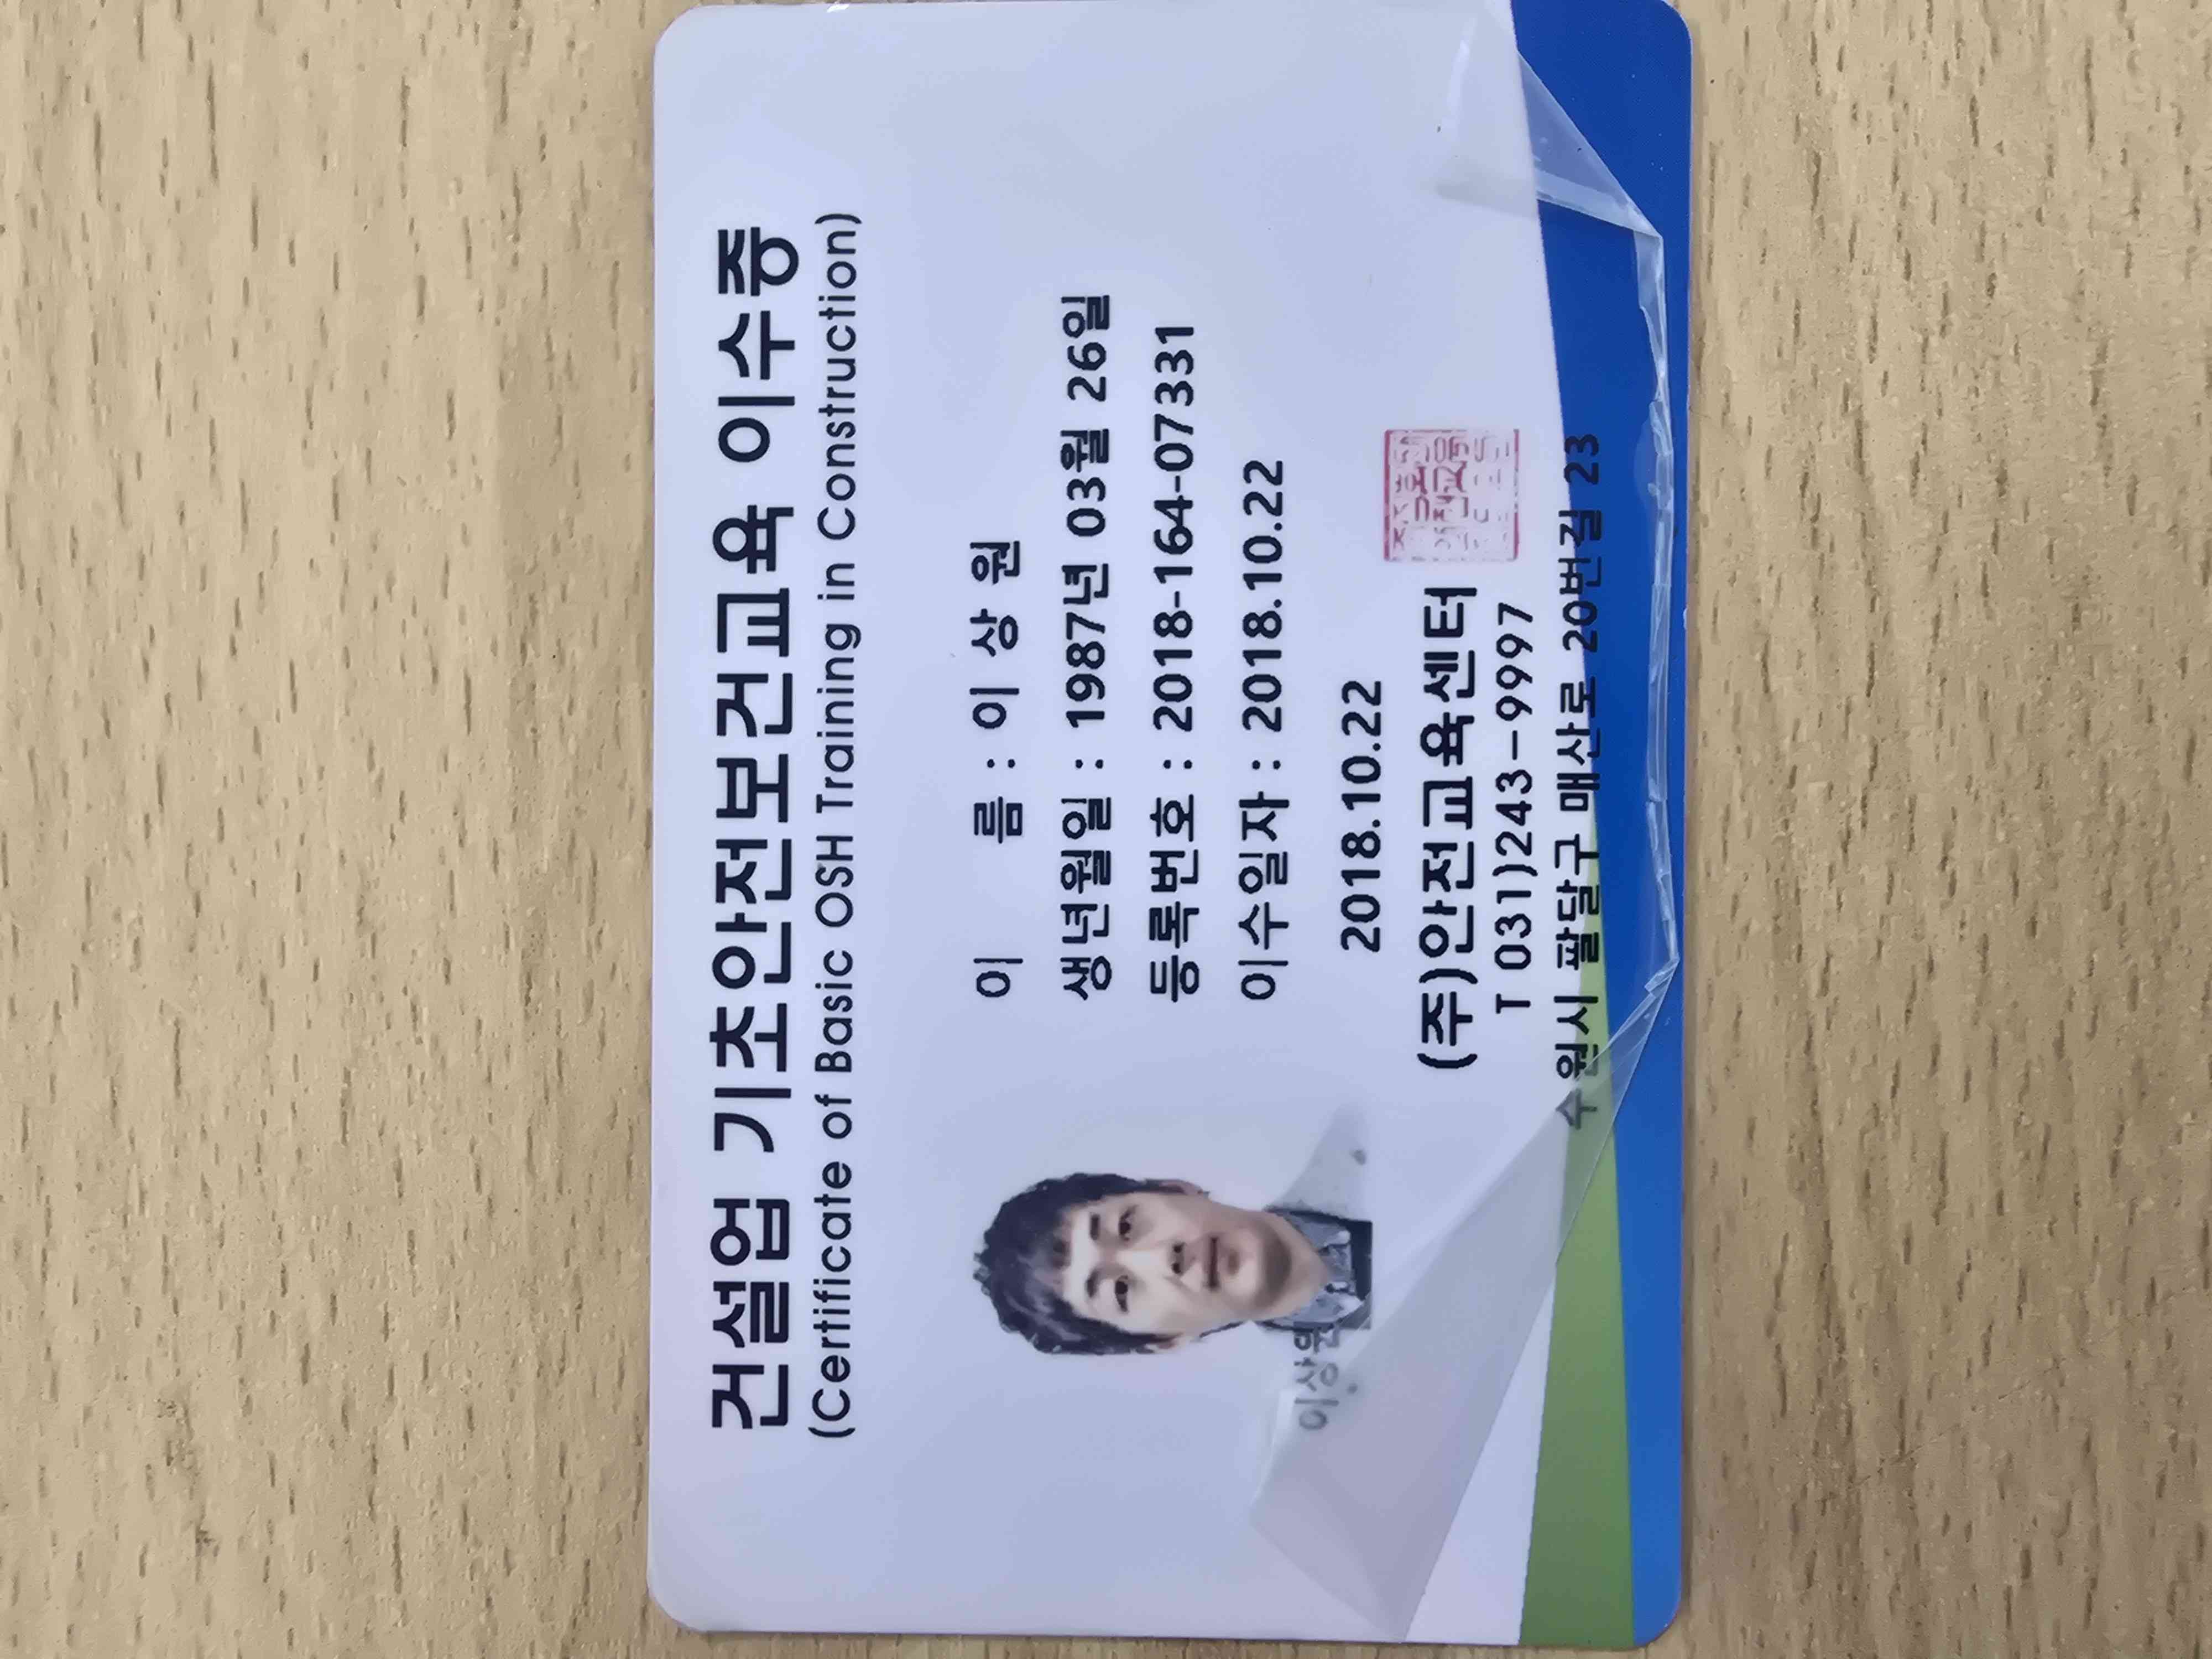 건설업 기초안전보건교육 이수증
(Certificate of Basic OSH Training in Construction)
이 름 : 이 상 원
생년월일 : 1987년 03월 26일
등록번호 : 2018-164-07331
이수일자 : 2018.10.22
이상원
2018.10.22
(주)안전교육센터
T 031)243-9997
수원시 팔달구 매산로 20번길 23